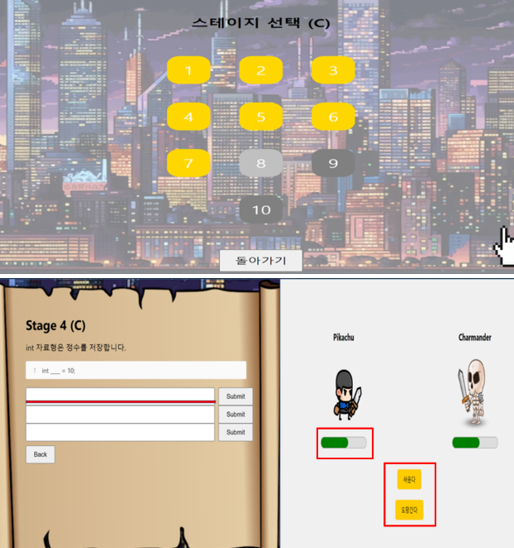 스테이지 선택 (C)
1 2 3
4 5 6
7 8 9
10
돌아가기
Stage 4 (C)
int 자료형은 정수를 저장합니다.
1 int ___ = 10;
Submit
Submit
Submit
Back
Pikachu Charmander
싸운다
도망간다